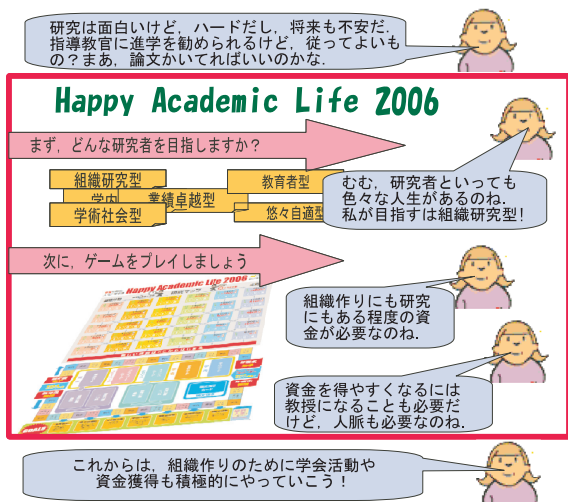 研究は面白いけど，ハードだし，将来も不安だ．
指導教官に進学を勧められるけど，従ってよいも
の？まあ，論文かいてればいいのかな．
Happy Academic Life 2006
まず，どんな研究者を目指しますか？
組織研究型
教育者型
学内
業績卓越型
学術社会型
悠々自適型
むむ，研究者といっても
色々な人生があるのね．
私が目指すは組織研究型！
次に，ゲームをプレイしましょう
Happy Academic Life 2006
組織作りにも研究
にもある程度の資
金が必要なのね．
資金を得やすくなるには
教授になることも必要だ
けど，人脈も必要なのね．
これからは，組織作りのために学会活動や
資金獲得も積極的にやっていこう！